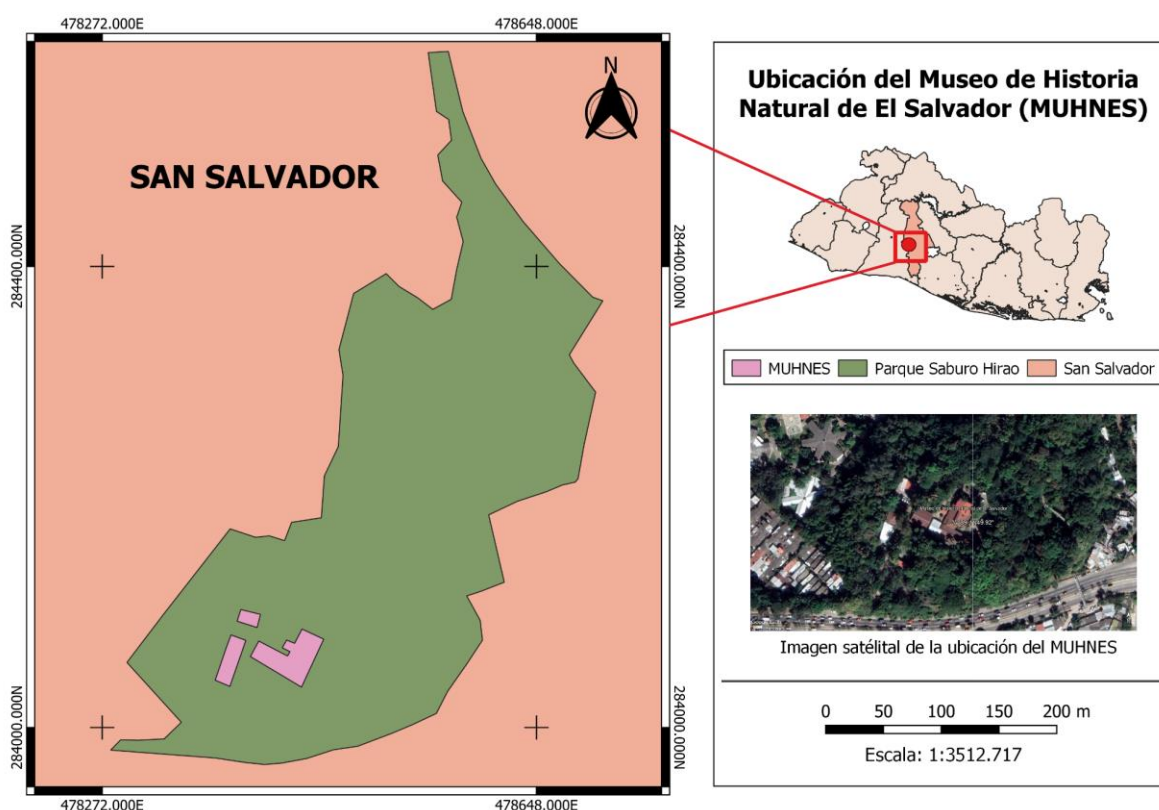 478272.000E
478648.000E
N
SAN SALVADOR
284400.000N
284400.000N
284000.000N
284000.000N
478272.000E
478648.000E
Ubicación del Museo de Historia
Natural de El Salvador (MUHNES)
MUHNES
Parque Saburo Hirao
San Salvador
Imagen satélital de la ubicación del MUHNES
0 50 100 150 200 m
Escala: 1:3512.717